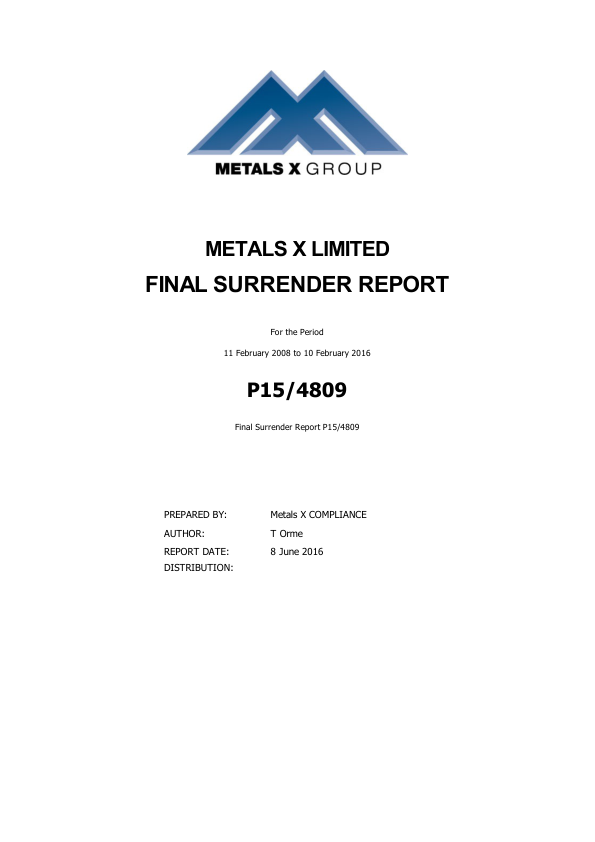 METALS X GROUP
METALS X LIMITED
FINAL SURRENDER REPORT
For the Period
11 February 2008 to 10 February 2016
P15/4809
Final Surrender Report P15/4809
PREPARED BY: Metals X COMPLIANCE
AUTHOR: T Orme
REPORT DATE: 8 June 2016
DISTRIBUTION: